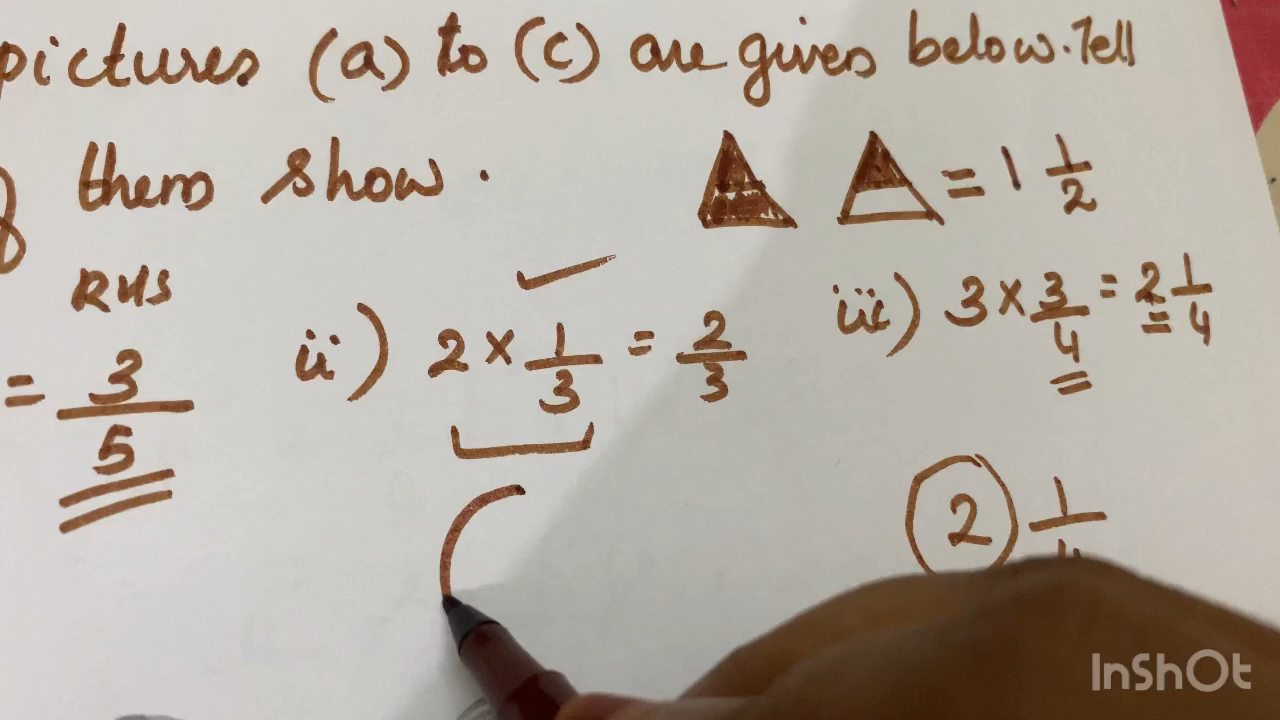 pictures (a) to (c) are given below. Tell
them show.
= 1 1/2
RHS
= 3/5
ii) 2 × 1/3 = 2/3
iii) 3 × 3/4 = 2 1/4
2 1/4
InShOt